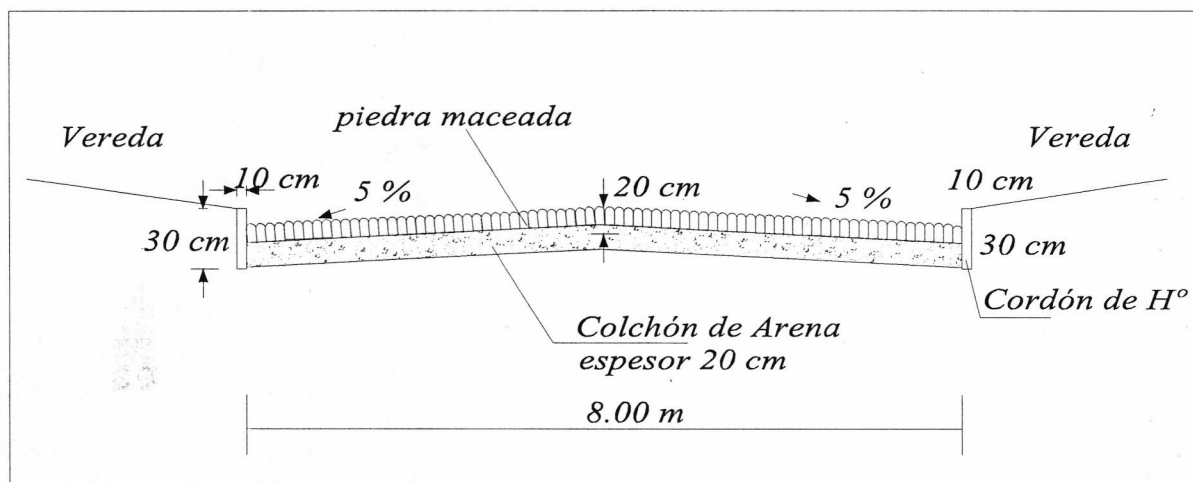 Vereda
piedra maceada
Vereda
10 cm
5 %
20 cm
5 %
10 cm
30 cm
30 cm
Cordón de Hº
Colchón de Arena
espesor 20 cm
8.00 m